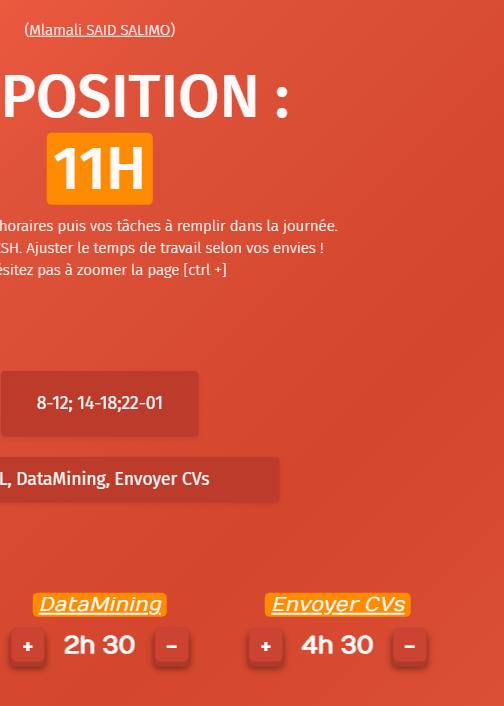 (Mlamali SAID SALIMO)
POSITION :
11H
horaires puis vos tâches à remplir dans la journée.
SH. Ajuster le temps de travail selon vos envies !
ésitez pas à zoomer la page [ctrl +]
8-12; 14-18;22-01
L, DataMining, Envoyer CVs
DataMining
Envoyer CVs
+ 2h 30 -
+ 4h 30 -